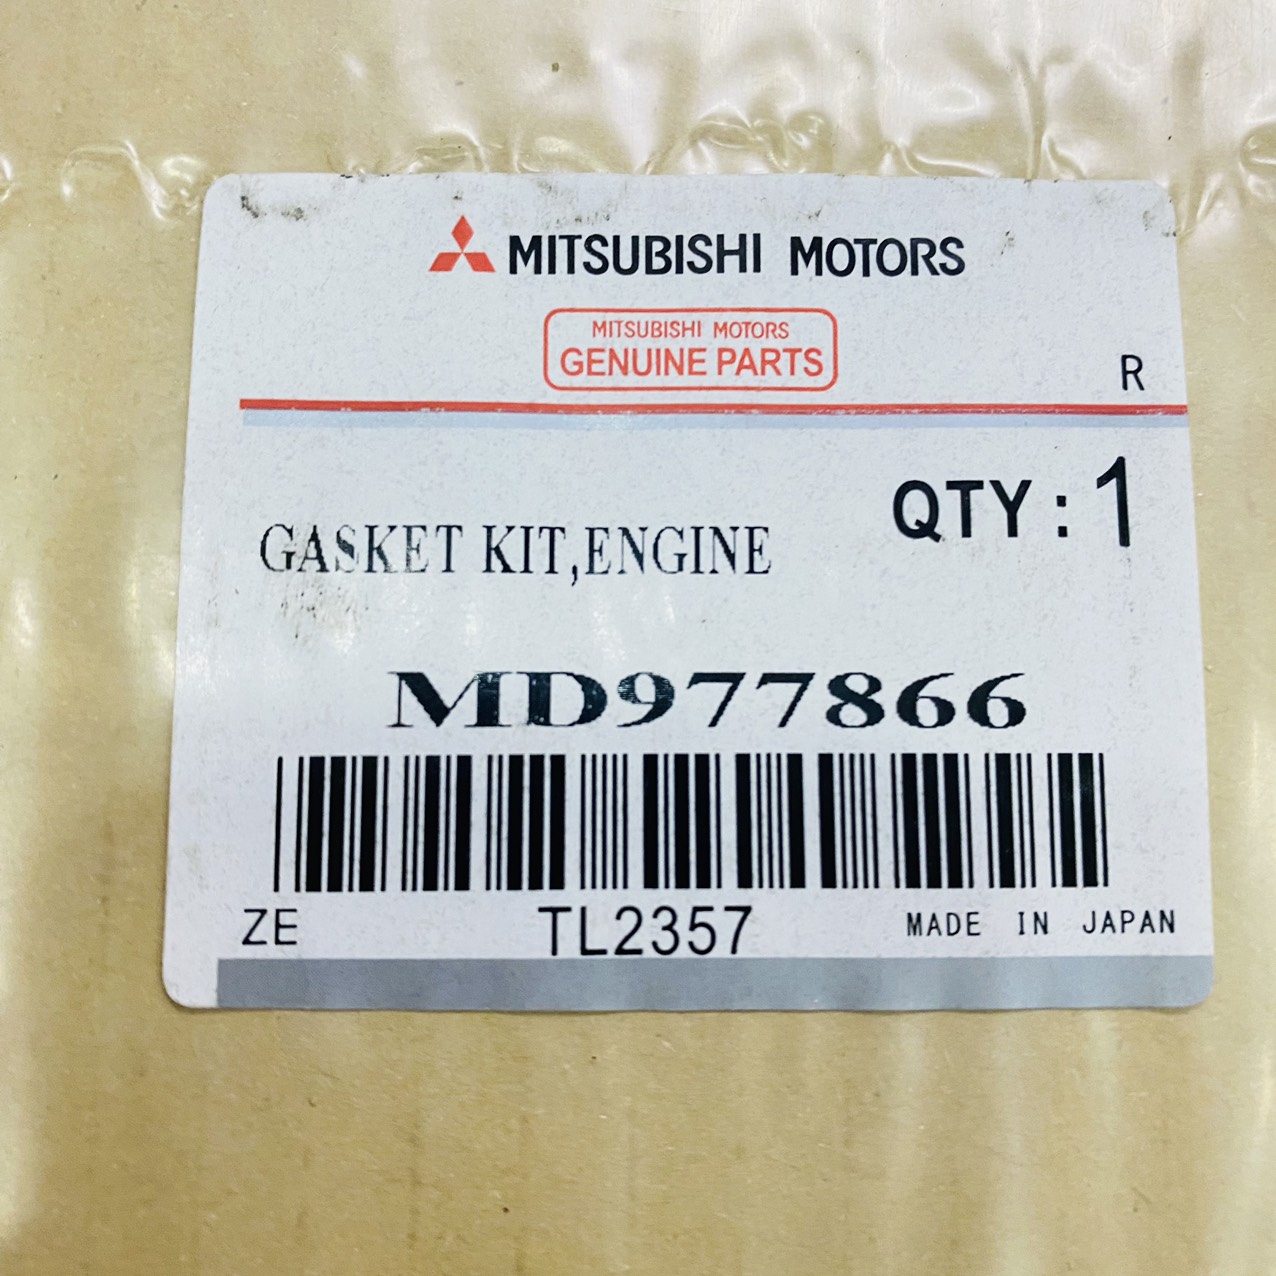 MITSUBISHI MOTORS
MITSUBISHI MOTORS
GENUINE PARTS
R
QTY : 1
GASKET KIT,ENGINE
MD977866
ZE TL2357 MADE IN JAPAN